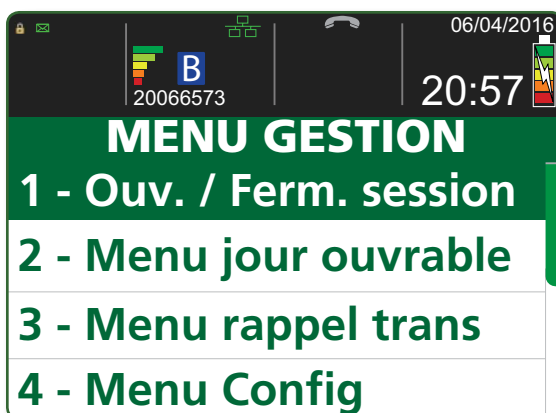 06/04/2016
B
20066573
20:57
MENU GESTION
1 - Ouv. / Ferm. session
2 - Menu jour ouvrable
3 - Menu rappel trans
4 - Menu Config